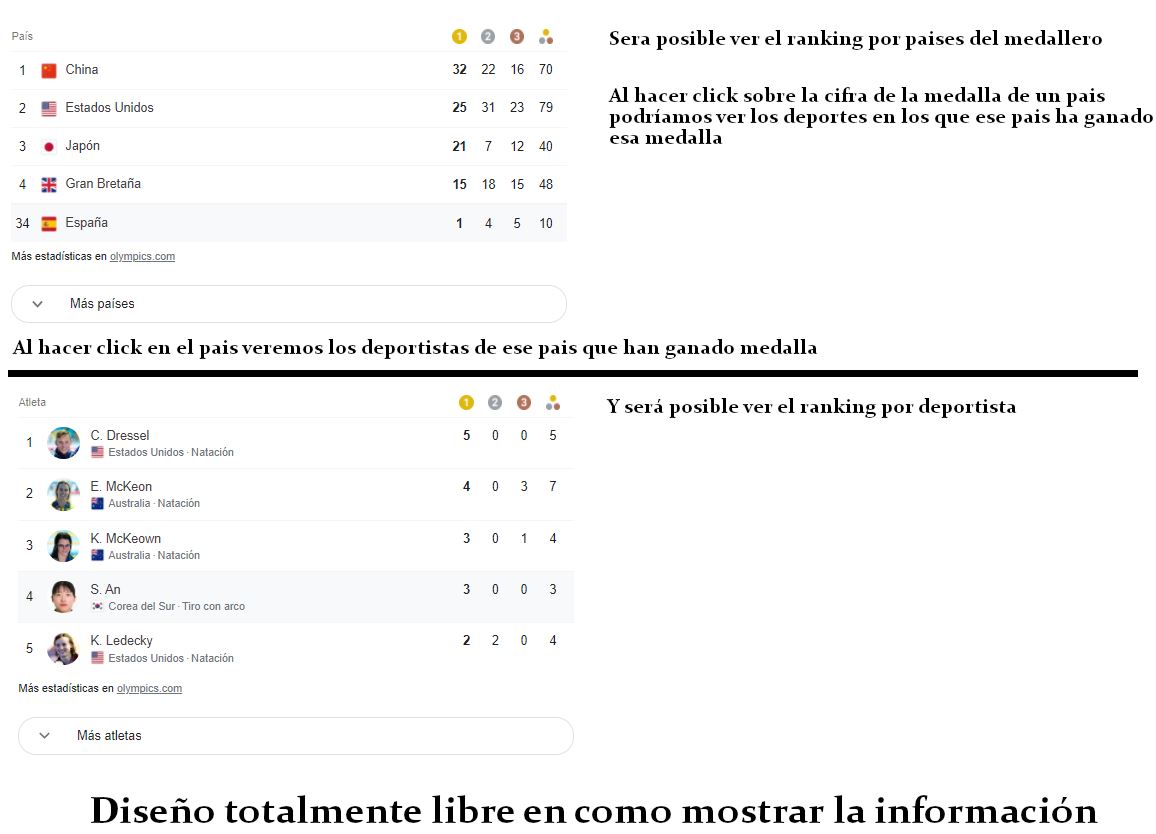 País 1 2 3
Sera posible ver el ranking por paises del medallero
1 China 32 22 16 70
Al hacer click sobre la cifra de la medalla de un pais
2 Estados Unidos 25 31 23 79
podríamos ver los deportes en los que ese pais ha ganado
esa medalla
3 Japón 21 7 12 40
4 Gran Bretaña 15 18 15 48
34 España 1 4 5 10
Más estadísticas en olympics.com
Más países
Al hacer click en el pais veremos los deportistas de ese pais que han ganado medalla
Atleta 1 2 3
Y será posible ver el ranking por deportista
1 C. Dressel 5 0 0 5
Estados Unidos · Natación
2 E. McKeon 4 0 3 7
Australia · Natación
3 K. McKeown 3 0 1 4
Australia · Natación
4 S. An 3 0 0 3
Corea del Sur · Tiro con arco
5 K. Ledecky 2 2 0 4
Estados Unidos · Natación
Más estadísticas en olympics.com
Más atletas
Diseño totalmente libre en como mostrar la información